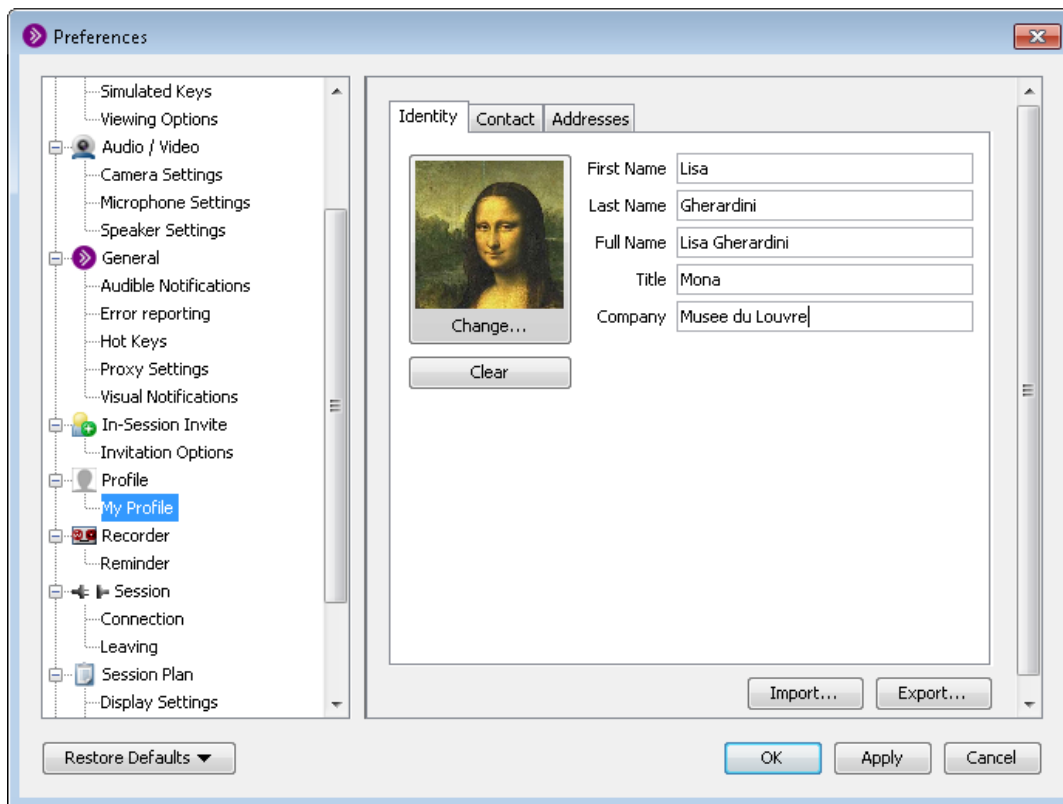 Preferences
Simulated Keys
Viewing Options
Audio / Video
Camera Settings
Microphone Settings
Speaker Settings
General
Audible Notifications
Error reporting
Hot Keys
Proxy Settings
Visual Notifications
In-Session Invite
Invitation Options
Profile
My Profile
Recorder
Reminder
Session
Connection
Leaving
Session Plan
Display Settings
Identity Contact Addresses
Change...
Clear
First Name Lisa
Last Name Gherardini
Full Name Lisa Gherardini
Title Mona
Company Musee du Louvre
Import... Export...
Restore Defaults OK Apply Cancel